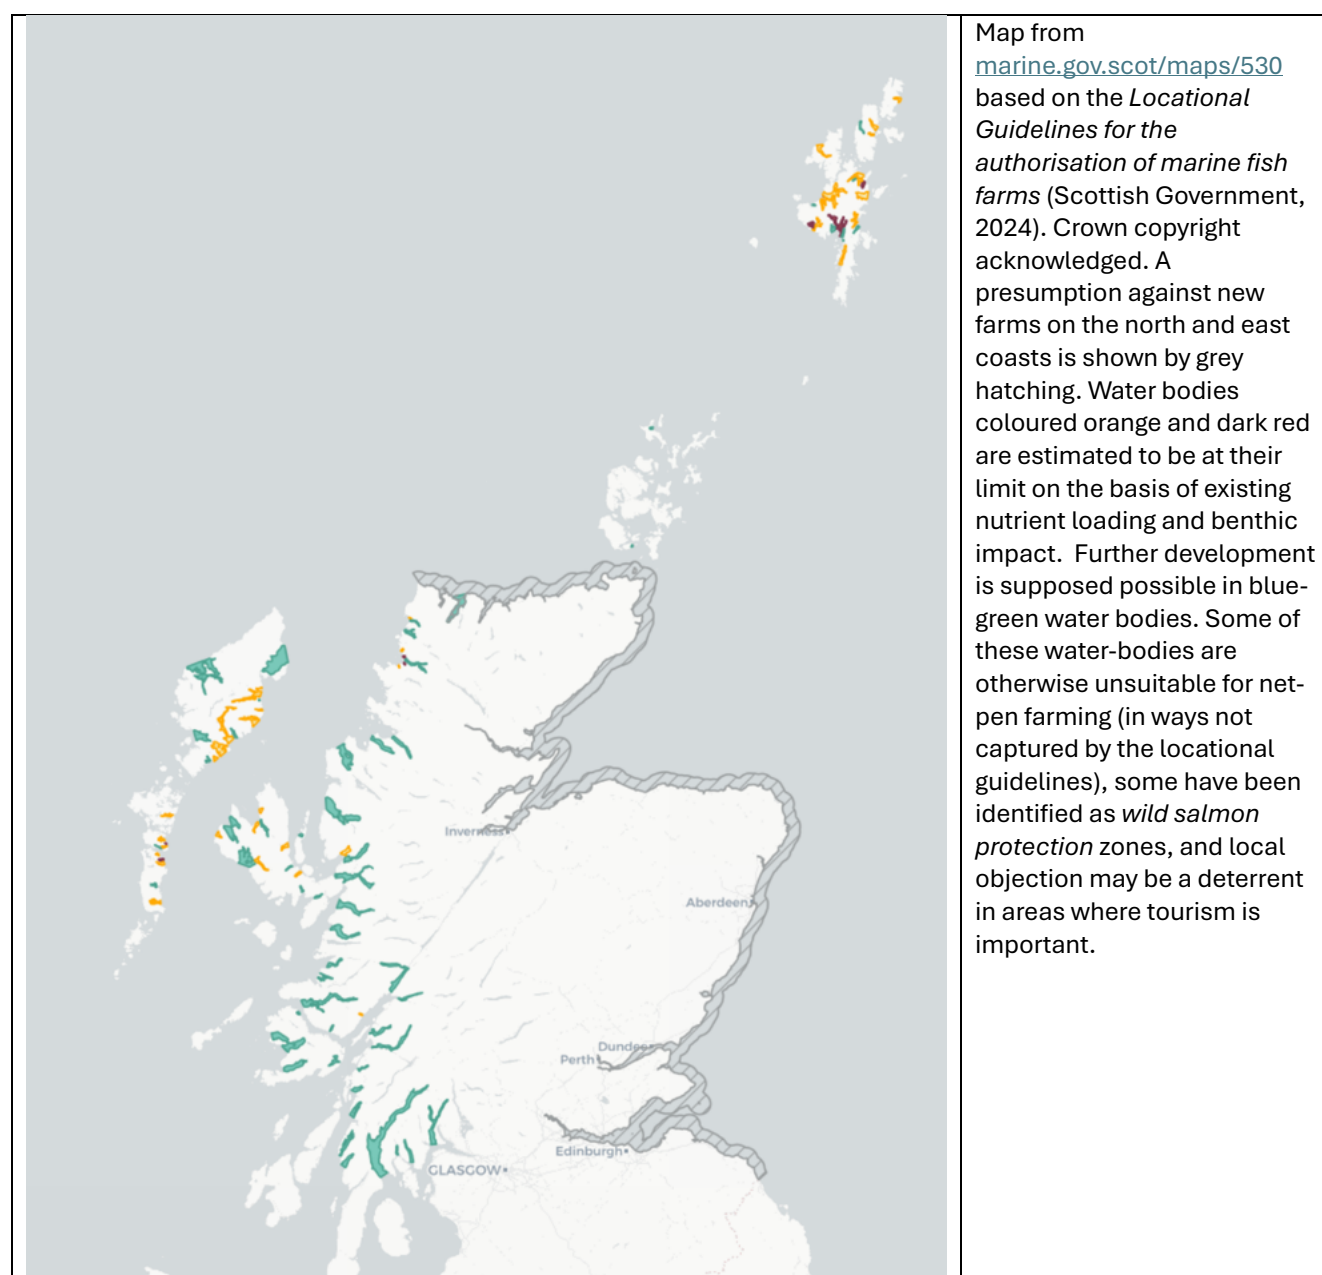 Map from
marine.gov.scot/maps/530
based on the Locational
Guidelines for the
authorisation of marine fish
farms (Scottish Government,
2024). Crown copyright
acknowledged. A
presumption against new
farms on the north and east
coasts is shown by grey
hatching. Water bodies
coloured orange and dark red
are estimated to be at their
limit on the basis of existing
nutrient loading and benthic
impact.  Further development
is supposed possible in blue-
green water bodies. Some of
these water-bodies are
otherwise unsuitable for net-
pen farming (in ways not
captured by the locational
guidelines), some have been
identified as wild salmon
protection zones, and local
objection may be a deterrent
in areas where tourism is
important.
Inverness
Aberdeen
Dundee
Perth
Edinburgh
GLASGOW